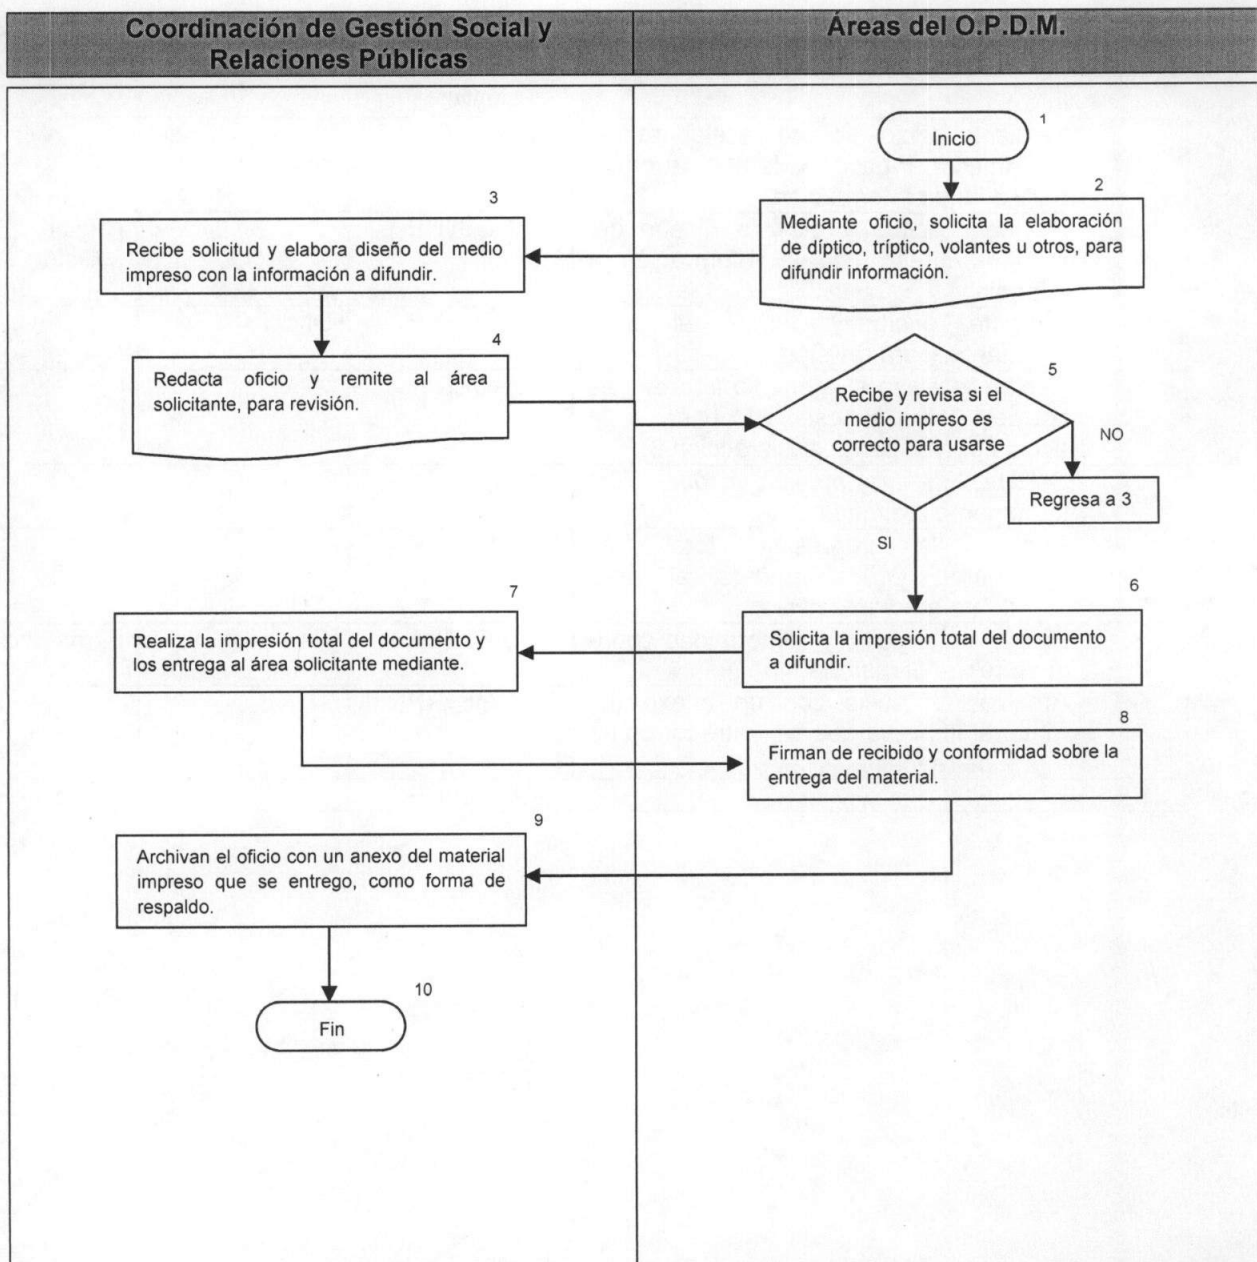 Coordinación de Gestión Social y
Relaciones Públicas
Áreas del O.P.D.M.
1
Inicio
2
Mediante oficio, solicita la elaboración
de díptico, tríptico, volantes u otros, para
difundir información.
3
Recibe solicitud y elabora diseño del medio
impreso con la información a difundir.
4
Redacta oficio y remite al área
solicitante, para revisión.
5
Recibe y revisa si el
medio impreso es
correcto para usarse
NO
Regresa a 3
SI
6
Solicita la impresión total del documento
a difundir.
7
Realiza la impresión total del documento y
los entrega al área solicitante mediante.
8
Firman de recibido y conformidad sobre la
entrega del material.
9
Archivan el oficio con un anexo del material
impreso que se entrego, como forma de
respaldo.
10
Fin